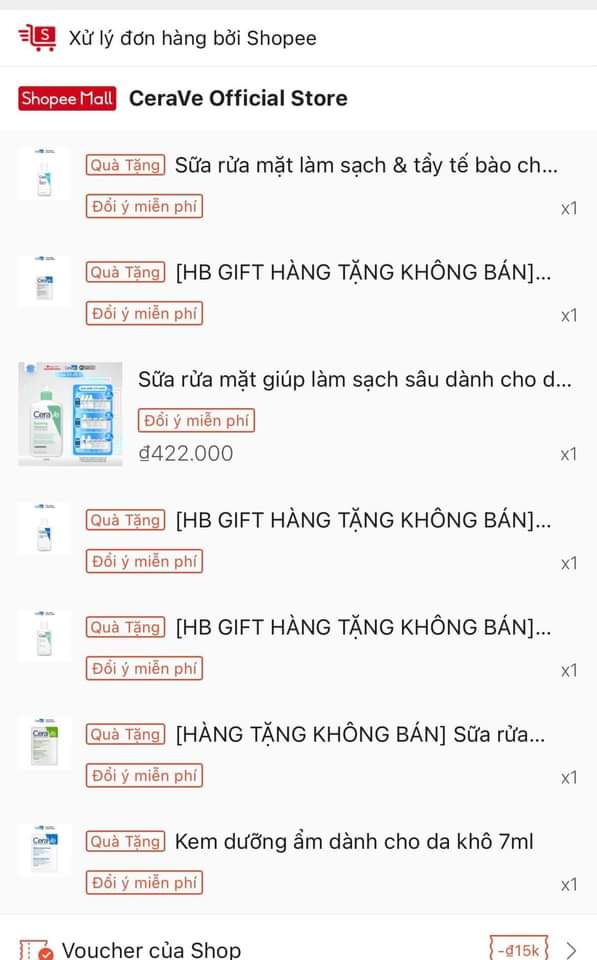 Xử lý đơn hàng bởi Shopee
Shopee Mall CeraVe Official Store
Quà Tặng Sữa rửa mặt làm sạch & tẩy tế bào ch...
Đổi ý miễn phí
x1
Quà Tặng [HB GIFT HÀNG TẶNG KHÔNG BÁN]...
Đổi ý miễn phí
x1
Sữa rửa mặt giúp làm sạch sâu dành cho d...
CeraVe
Đổi ý miễn phí
₫422.000
x1
Quà Tặng [HB GIFT HÀNG TẶNG KHÔNG BÁN]...
Đổi ý miễn phí
x1
Quà Tặng [HB GIFT HÀNG TẶNG KHÔNG BÁN]...
Đổi ý miễn phí
x1
Quà Tặng [HÀNG TẶNG KHÔNG BÁN] Sữa rửa...
CeraVe
Đổi ý miễn phí
x1
Quà Tặng Kem dưỡng ẩm dành cho da khô 7ml
CeraVe
Đổi ý miễn phí
x1
Voucher của Shop
-₫15k